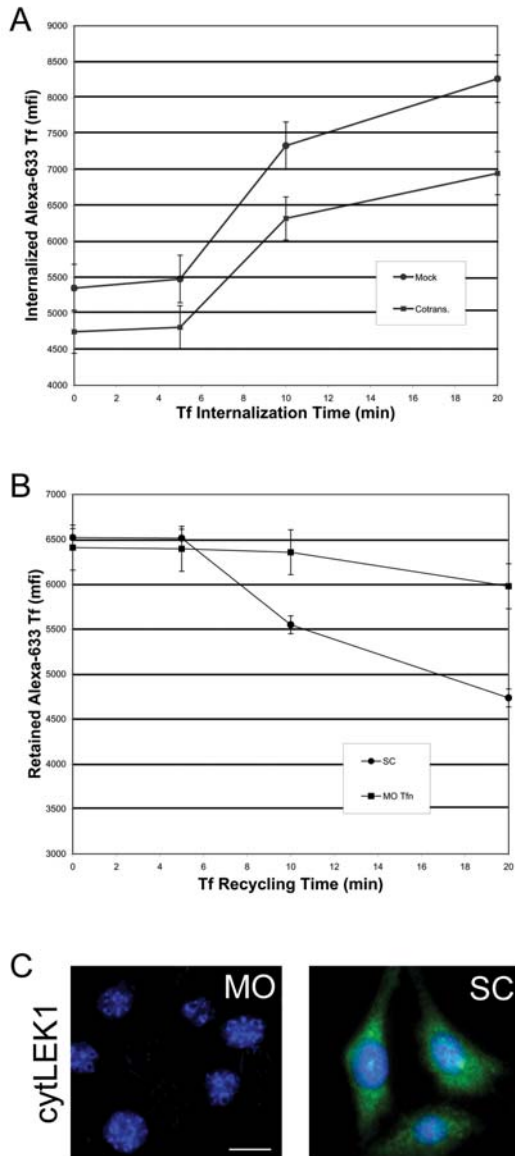 A
Internalized Alexa-633 Tf (mfi)
9000
8500
8000
7500
7000
6500
6000
5500
5000
4500
4000
Mock
Cotrans.
0 2 4 6 8 10 12 14 16 18 20
Tf Internalization Time (min)
B
Retained Alexa-633 Tf (mfi)
7000
6500
6000
5500
5000
4500
4000
3500
3000
SC
MO Tfn
0 2 4 6 8 10 12 14 16 18 20
Tf Recycling Time (min)
C
cytLEK1
MO
SC